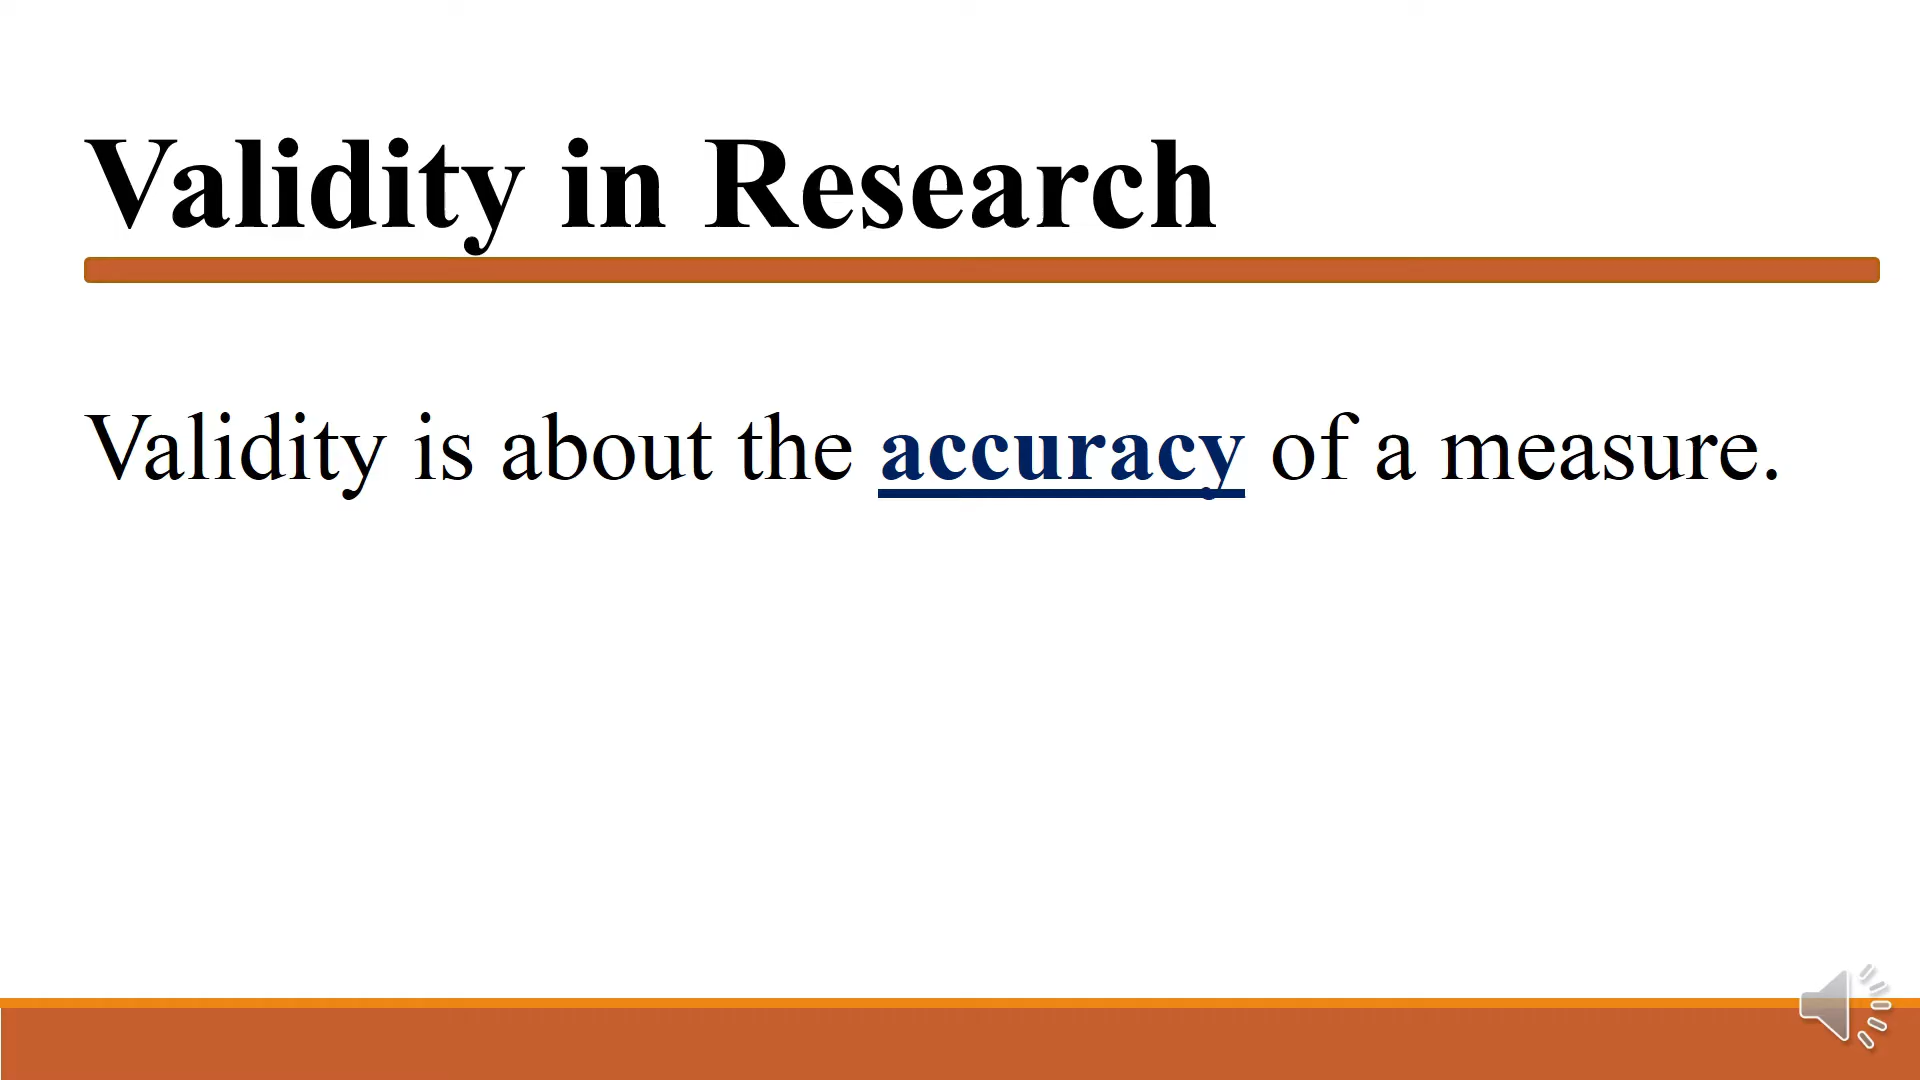 Validity in Research
Validity is about the accuracy of a measure.